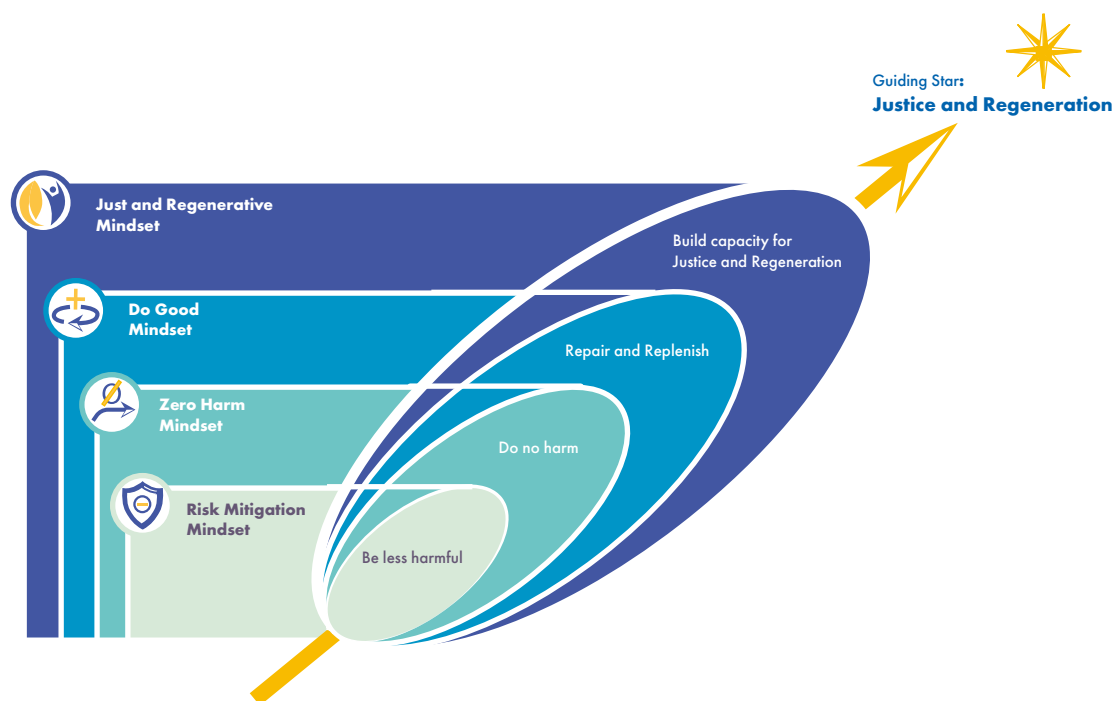 Guiding Star:
Justice and Regeneration
Just and Regenerative
Mindset
Build capacity for
Justice and Regeneration
Do Good
Mindset
Repair and Replenish
Zero Harm
Mindset
Do no harm
Risk Mitigation
Mindset
Be less harmful